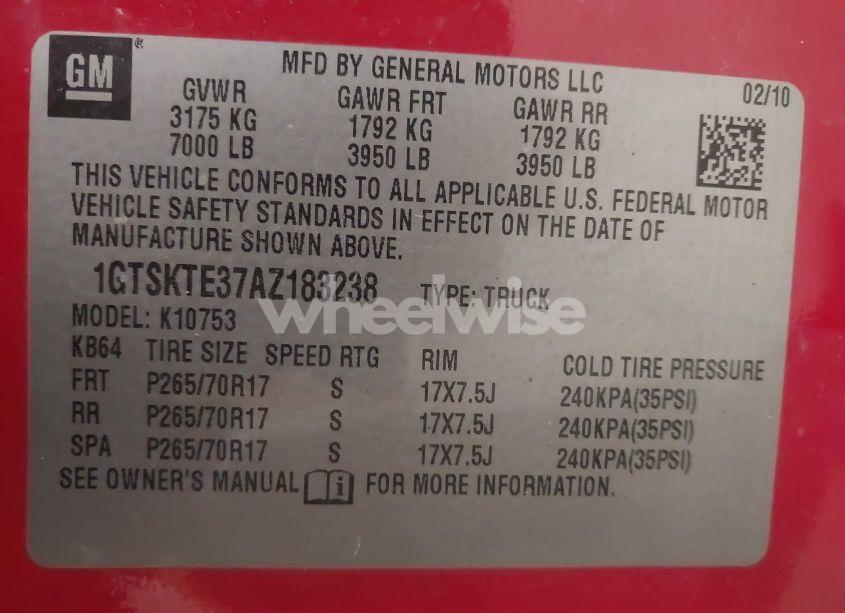 GM
MFD BY GENERAL MOTORS LLC 02/10
GVWR GAWR FRT GAWR RR
3175 KG 1792 KG 1792 KG
7000 LB 3950 LB 3950 LB
THIS VEHICLE CONFORMS TO ALL APPLICABLE U.S. FEDERAL MOTOR
VEHICLE SAFETY STANDARDS IN EFFECT ON THE DATE OF
MANUFACTURE SHOWN ABOVE.
1GTSKTE37AZ183238 TYPE: TRUCK
wheelwise
MODEL: K10753
KB64 TIRE SIZE SPEED RTG RIM COLD TIRE PRESSURE
FRT P265/70R17 S 17X7.5J 240KPA(35PSI)
RR P265/70R17 S 17X7.5J 240KPA(35PSI)
SPA P265/70R17 S 17X7.5J 240KPA(35PSI)
SEE OWNER'S MANUAL i FOR MORE INFORMATION.